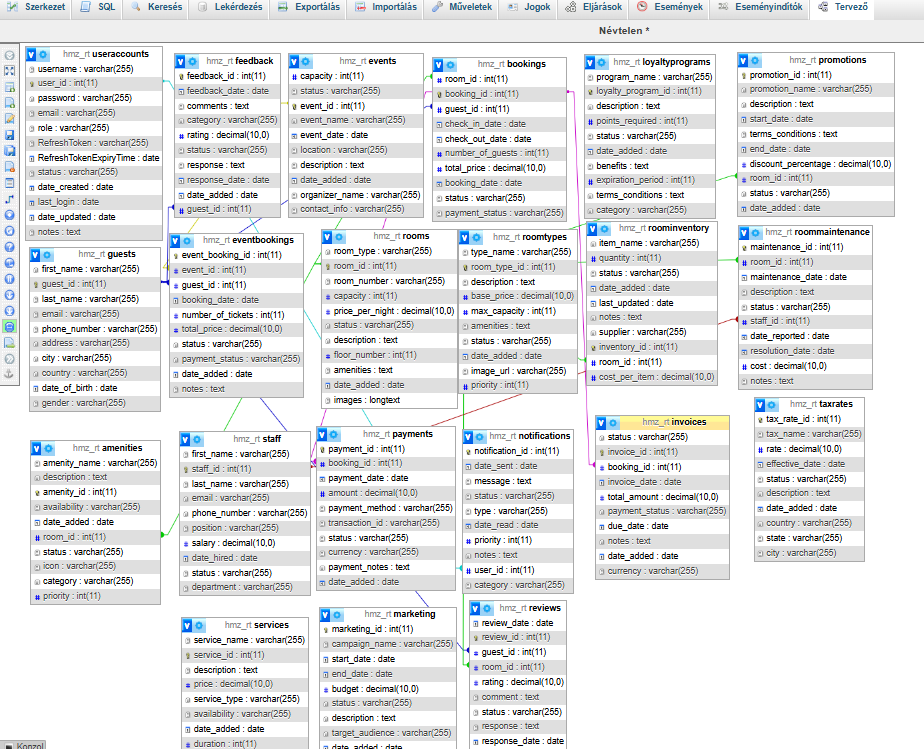 Szerkezet
SQL
Keresés
Lekérdezés
Exportálás
Importálás
Műveletek
Jogok
Eljárások
Események
Eseményindítók
Tervező
Névtelen *
hmz_rt useraccounts
username : varchar(255)
user_id : int(11)
password : varchar(255)
email : varchar(255)
role : varchar(255)
RefreshToken : varchar(255)
RefreshTokenExpiryTime : date
status : varchar(255)
date_created : date
last_login : date
date_updated : date
notes : text
hmz_rt feedback
feedback_id : int(11)
feedback_date : date
comments : text
category : varchar(255)
rating : decimal(10,0)
status : varchar(255)
response : text
response_date : date
date_added : date
guest_id : int(11)
hmz_rt events
capacity : int(11)
status : varchar(255)
event_id : int(11)
event_name : varchar(255)
event_date : date
location : varchar(255)
description : text
date_added : date
organizer_name : varchar(255)
contact_info : varchar(255)
hmz_rt bookings
room_id : int(11)
booking_id : int(11)
guest_id : int(11)
check_in_date : date
check_out_date : date
number_of_guests : int(11)
total_price : decimal(10,0)
booking_date : date
status : varchar(255)
payment_status : varchar(255)
hmz_rt loyaltyprograms
program_name : varchar(255)
loyalty_program_id : int(11)
description : text
points_required : int(11)
status : varchar(255)
date_added : date
benefits : text
expiration_period : int(11)
terms_conditions : text
category : varchar(255)
hmz_rt promotions
promotion_id : int(11)
promotion_name : varchar(255)
description : text
start_date : date
terms_conditions : text
end_date : date
discount_percentage : decimal(10,0)
room_id : int(11)
status : varchar(255)
date_added : date
hmz_rt guests
first_name : varchar(255)
guest_id : int(11)
last_name : varchar(255)
email : varchar(255)
phone_number : varchar(255)
address : varchar(255)
city : varchar(255)
country : varchar(255)
date_of_birth : date
gender : varchar(255)
hmz_rt eventbookings
event_booking_id : int(11)
event_id : int(11)
guest_id : int(11)
booking_date : date
number_of_tickets : int(11)
total_price : decimal(10,0)
status : varchar(255)
payment_status : varchar(255)
date_added : date
notes : text
hmz_rt rooms
room_type : varchar(255)
room_id : int(11)
room_number : varchar(255)
capacity : int(11)
price_per_night : decimal(10,0)
status : varchar(255)
description : text
floor_number : int(11)
amenities : text
date_added : date
images : longtext
hmz_rt roomtypes
type_name : varchar(255)
room_type_id : int(11)
description : text
base_price : decimal(10,0)
max_capacity : int(11)
amenities : text
status : varchar(255)
date_added : date
image_url : varchar(255)
priority : int(11)
hmz_rt roominventory
item_name : varchar(255)
quantity : int(11)
status : varchar(255)
date_added : date
last_updated : date
notes : text
supplier : varchar(255)
inventory_id : int(11)
room_id : int(11)
cost_per_item : decimal(10,0)
hmz_rt roommaintenance
maintenance_id : int(11)
room_id : int(11)
maintenance_date : date
description : text
status : varchar(255)
staff_id : int(11)
date_reported : date
resolution_date : date
cost : decimal(10,0)
notes : text
hmz_rt amenities
amenity_name : varchar(255)
description : text
amenity_id : int(11)
availability : varchar(255)
date_added : date
room_id : int(11)
status : varchar(255)
icon : varchar(255)
category : varchar(255)
priority : int(11)
hmz_rt staff
first_name : varchar(255)
staff_id : int(11)
last_name : varchar(255)
email : varchar(255)
phone_number : varchar(255)
position : varchar(255)
salary : decimal(10,0)
date_hired : date
status : varchar(255)
department : varchar(255)
hmz_rt payments
payment_id : int(11)
booking_id : int(11)
payment_date : date
amount : decimal(10,0)
payment_method : varchar(255)
transaction_id : varchar(255)
status : varchar(255)
currency : varchar(255)
payment_notes : text
date_added : date
hmz_rt notifications
notification_id : int(11)
date_sent : date
message : text
status : varchar(255)
type : varchar(255)
date_read : date
priority : int(11)
notes : text
user_id : int(11)
category : varchar(255)
hmz_rt invoices
status : varchar(255)
invoice_id : int(11)
booking_id : int(11)
invoice_date : date
total_amount : decimal(10,0)
payment_status : varchar(255)
due_date : date
notes : text
date_added : date
currency : varchar(255)
hmz_rt taxrates
tax_rate_id : int(11)
tax_name : varchar(255)
rate : decimal(10,0)
effective_date : date
status : varchar(255)
description : text
date_added : date
country : varchar(255)
state : varchar(255)
city : varchar(255)
hmz_rt services
service_name : varchar(255)
service_id : int(11)
description : text
price : decimal(10,0)
service_type : varchar(255)
availability : varchar(255)
date_added : date
duration : int(11)
hmz_rt marketing
marketing_id : int(11)
campaign_name : varchar(255)
start_date : date
end_date : date
budget : decimal(10,0)
status : varchar(255)
description : text
target_audience : varchar(255)
date_added : date
hmz_rt reviews
review_date : date
review_id : int(11)
guest_id : int(11)
room_id : int(11)
rating : decimal(10,0)
comment : text
status : varchar(255)
response : text
response_date : date
Konzol